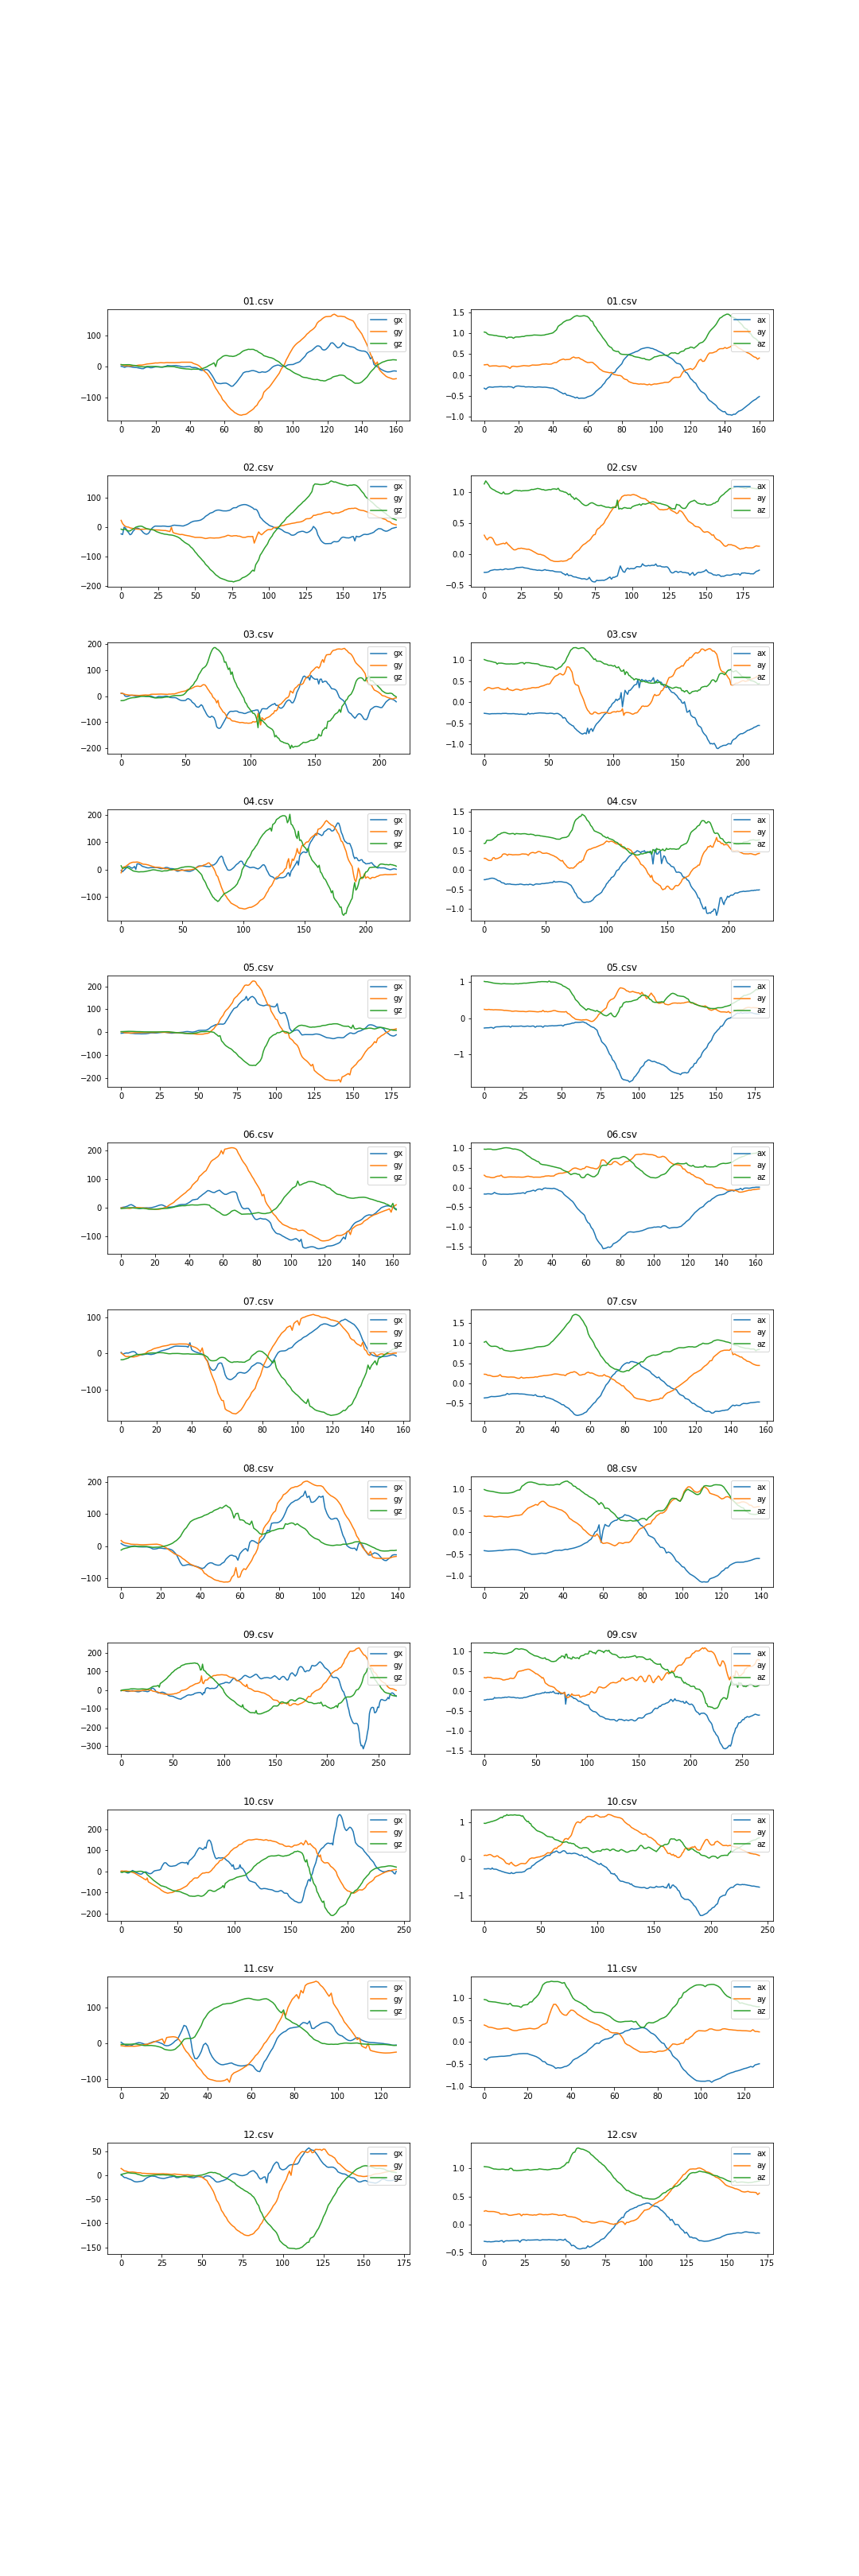 01.csv 01.csv
100 0 −100 gx gy gz 1.5 1.0 0.5 0.0 −0.5 −1.0 ax ay az
0 20 40 60 80 100 120 140 160 0 20 40 60 80 100 120 140 160
02.csv 02.csv
100 0 −100 −200 gx gy gz 1.0 0.5 0.0 −0.5 ax ay az
0 25 50 75 100 125 150 175 0 25 50 75 100 125 150 175
03.csv 03.csv
200 100 0 −100 −200 gx gy gz 1.0 0.5 0.0 −0.5 −1.0 ax ay az
0 50 100 150 200 0 50 100 150 200
04.csv 04.csv
200 100 0 −100 gx gy gz 1.5 1.0 0.5 0.0 −0.5 −1.0 ax ay az
0 50 100 150 200 0 50 100 150 200
05.csv 05.csv
200 100 0 −100 −200 gx gy gz 1 0 −1 ax ay az
0 25 50 75 100 125 150 175 0 25 50 75 100 125 150 175
06.csv 06.csv
200 100 0 −100 gx gy gz 1.0 0.5 0.0 −0.5 −1.0 −1.5 ax ay az
0 20 40 60 80 100 120 140 160 0 20 40 60 80 100 120 140 160
07.csv 07.csv
100 0 −100 gx gy gz 1.5 1.0 0.5 0.0 −0.5 ax ay az
0 20 40 60 80 100 120 140 160 0 20 40 60 80 100 120 140 160
08.csv 08.csv
200 100 0 −100 gx gy gz 1.0 0.5 0.0 −0.5 −1.0 ax ay az
0 20 40 60 80 100 120 140 0 20 40 60 80 100 120 140
09.csv 09.csv
200 100 0 −100 −200 −300 gx gy gz 1.0 0.5 0.0 −0.5 −1.0 −1.5 ax ay az
0 50 100 150 200 250 0 50 100 150 200 250
10.csv 10.csv
200 100 0 −100 −200 gx gy gz 1 0 −1 ax ay az
0 50 100 150 200 250 0 50 100 150 200 250
11.csv 11.csv
100 0 −100 gx gy gz 1.0 0.5 0.0 −0.5 −1.0 ax ay az
0 20 40 60 80 100 120 0 20 40 60 80 100 120
12.csv 12.csv
50 0 −50 −100 −150 gx gy gz 1.0 0.5 0.0 −0.5 ax ay az
0 25 50 75 100 125 150 175 0 25 50 75 100 125 150 175